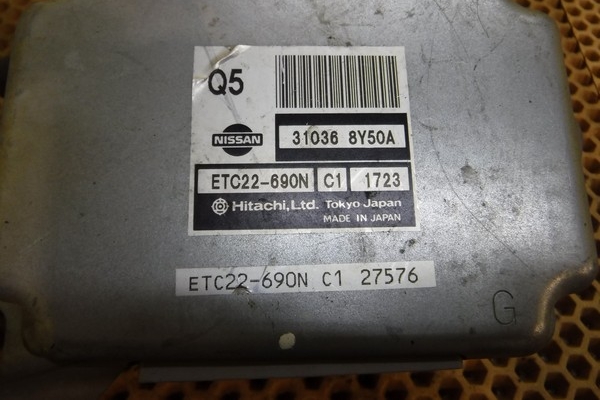 Q5
NISSAN
31036 8Y50A
ETC22-690N C1 1723
Hitachi,Ltd. Tokyo Japan
MADE IN JAPAN
ETC22-690N C1 27576
G